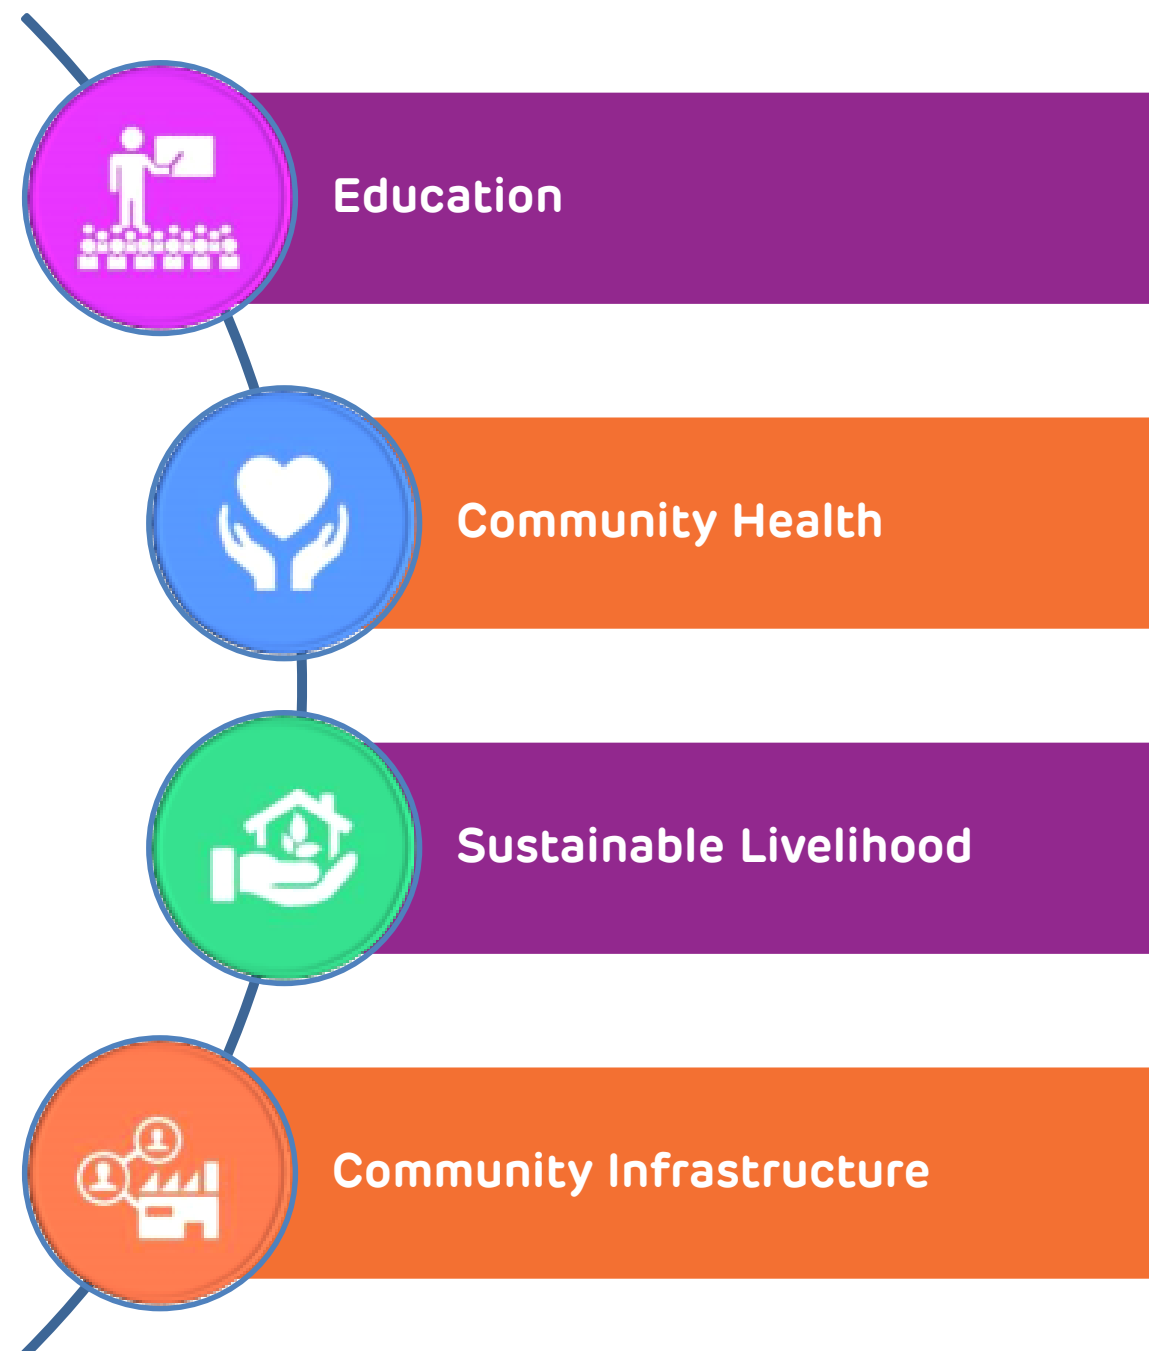 Education
Community Health
Sustainable Livelihood
Community Infrastructure